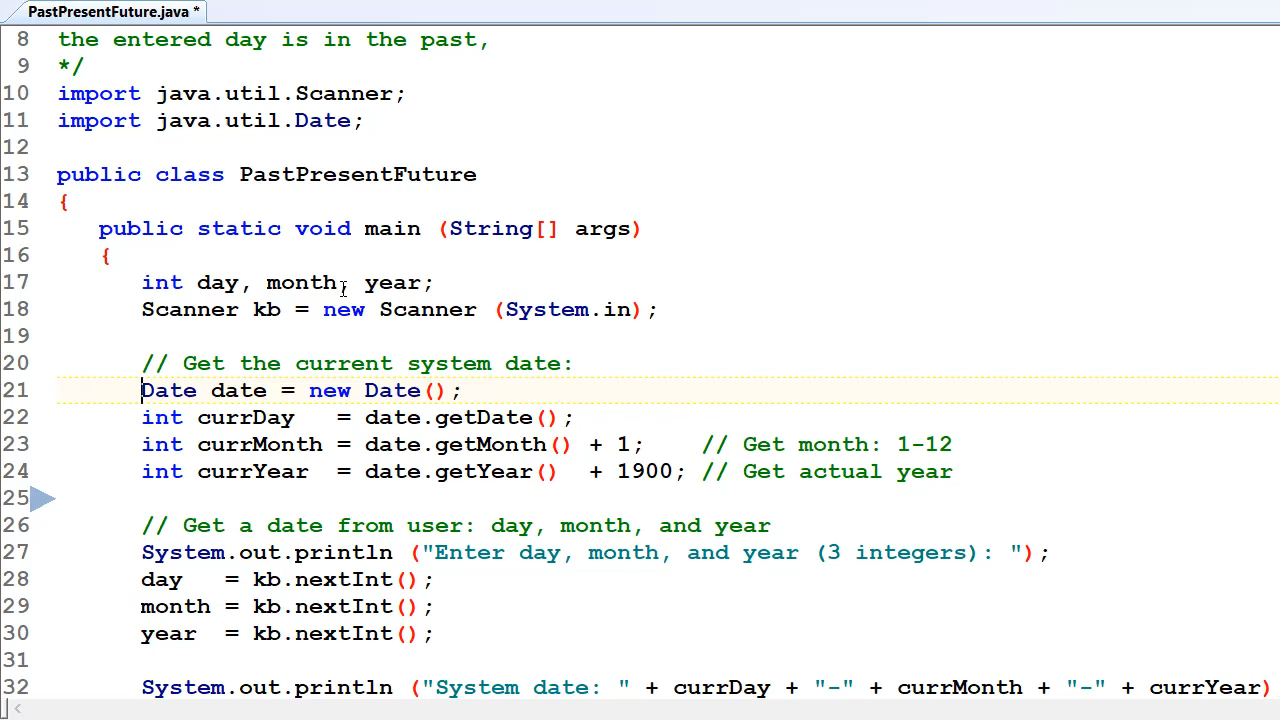 PastPresentFuture.java *
8 the entered day is in the past,
9 */
10 import java.util.Scanner;
11 import java.util.Date;
12
13 public class PastPresentFuture
14 {
15 public static void main (String[] args)
16 {
17 int day, month, year;
18 Scanner kb = new Scanner (System.in);
19
20 // Get the current system date:
21 Date date = new Date();
22 int currDay = date.getDate();
23 int currMonth = date.getMonth() + 1; // Get month: 1-12
24 int currYear = date.getYear() + 1900; // Get actual year
25
26 // Get a date from user: day, month, and year
27 System.out.println ("Enter day, month, and year (3 integers): ");
28 day = kb.nextInt();
29 month = kb.nextInt();
30 year = kb.nextInt();
31
32 System.out.println ("System date: " + currDay + "-" + currMonth + "-" + currYear)